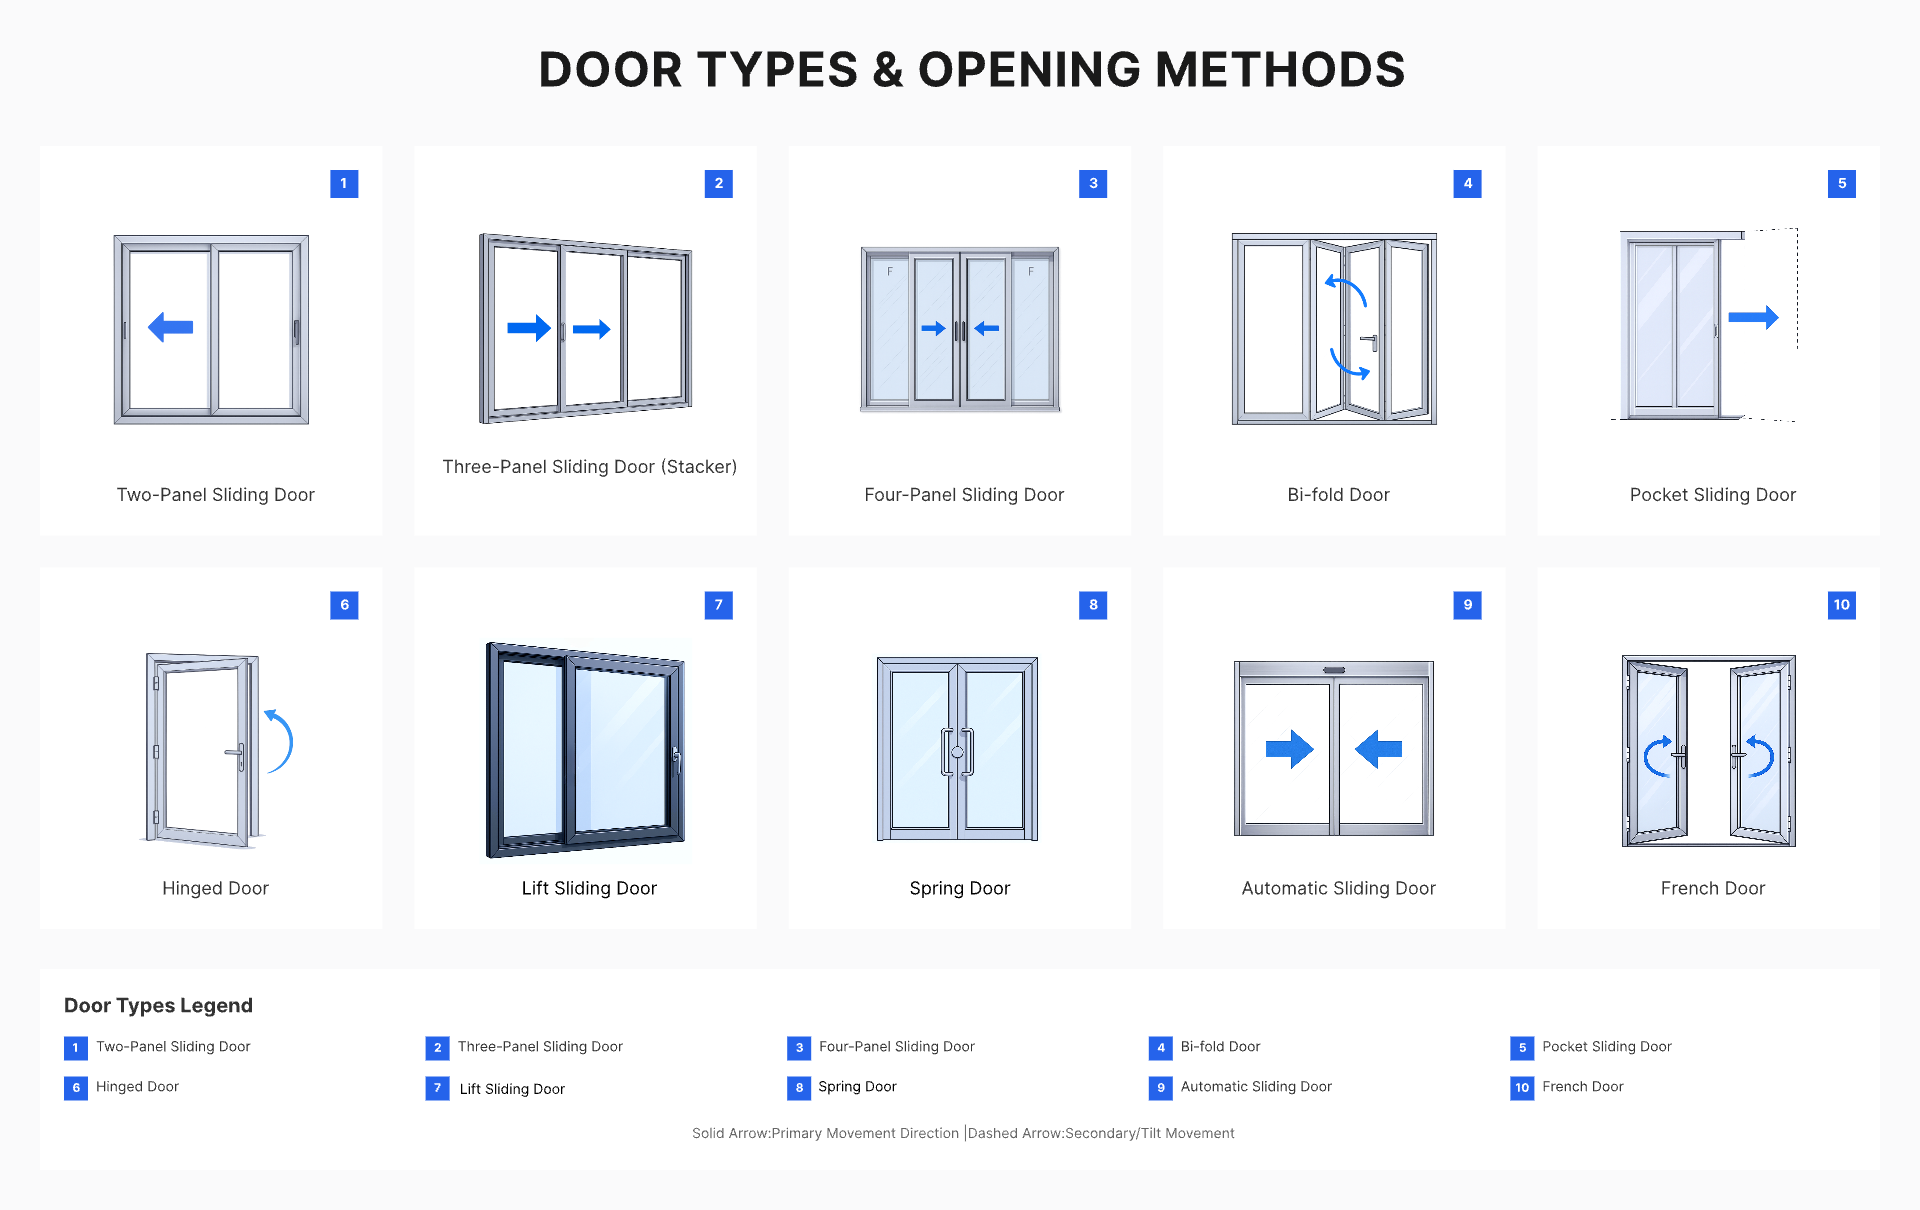 DOOR TYPES & OPENING METHODS
1
2
3
4
5
F
F
Two-Panel Sliding Door
Three-Panel Sliding Door (Stacker)
Four-Panel Sliding Door
Bi-fold Door
Pocket Sliding Door
6
7
8
9
10
Hinged Door
Lift Sliding Door
Spring Door
Automatic Sliding Door
French Door
Door Types Legend
1 Two-Panel Sliding Door
2 Three-Panel Sliding Door
3 Four-Panel Sliding Door
4 Bi-fold Door
5 Pocket Sliding Door
6 Hinged Door
7 Lift Sliding Door
8 Spring Door
9 Automatic Sliding Door
10 French Door
Solid Arrow:Primary Movement Direction |Dashed Arrow:Secondary/Tilt Movement